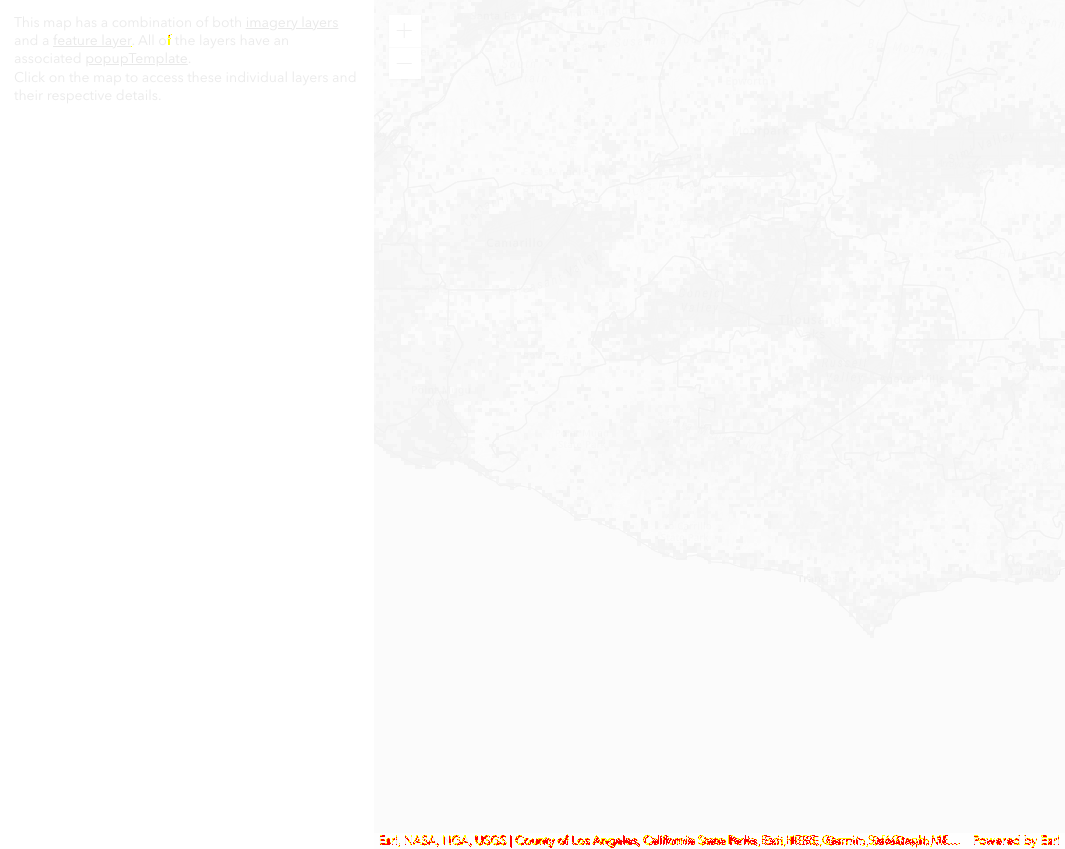 This map has a combination of both imagery layers
and a feature layer. All of the layers have an
associated popupTemplate.
Click on the map to access these individual layers and
their respective details.
Esri, NASA, NGA, USGS | County of Los Angeles, California State Parks, Esri, HERE, Garmin, SafeGraph, ... Powered by Esri